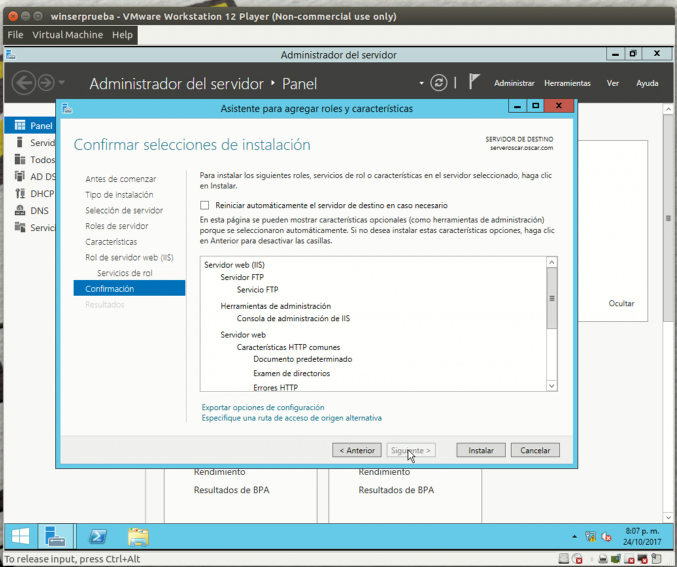 winserprueba - VMware Workstation 12 Player (Non-commercial use only)
File Virtual Machine Help
Administrador del servidor
Administrador del servidor • Panel
Administrar Herramientas Ver Ayuda
Panel
Servid
Todos
AD DS
DHCP
DNS
Servici
Asistente para agregar roles y características
Confirmar selecciones de instalación
SERVIDOR DE DESTINO
serveroscar.oscar.com
Antes de comenzar
Tipo de instalación
Selección de servidor
Roles de servidor
Características
Rol de servidor web (IIS)
Servicios de rol
Confirmación
Resultados
Para instalar los siguientes roles, servicios de rol o características en el servidor seleccionado, haga clic
en Instalar.
Reiniciar automáticamente el servidor de destino en caso necesario
En esta página se pueden mostrar características opcionales (como herramientas de administración)
porque se seleccionaron automáticamente. Si no desea instalar estas características opciones, haga clic
en Anterior para desactivar las casillas.
Servidor web (IIS)
Servidor FTP
Servicio FTP
Herramientas de administración
Consola de administración de IIS
Servidor web
Características HTTP comunes
Documento predeterminado
Examen de directorios
Errores HTTP
Exportar opciones de configuración
Especifique una ruta de acceso de origen alternativa
< Anterior Siguiente > Instalar Cancelar
Ocultar
Rendimiento Rendimiento
Resultados de BPA Resultados de BPA
8:07 p. m.
24/10/2017
To release input, press Ctrl+Alt